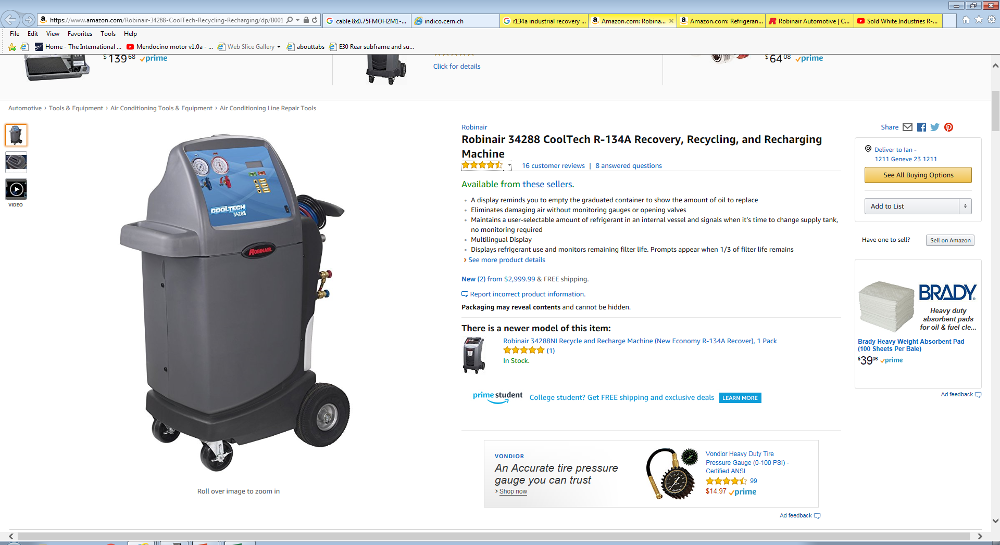 https://www.amazon.com/Robinair-34288-CoolTech-Recycling-Recharging/dp/B001
cable 8x0.75FMOH2M1-...
indico.cern.ch
r134a industrial recovery ...
Amazon.com: Robina...
Amazon.com: Refrigeran...
Robinair Automotive | C...
Sold White Industries R-...
File Edit View Favorites Tools Help
Home - The International ...
Mendocino motor v1.0a - ...
Web Slice Gallery
abouttabs
E30 Rear subframe and su...
$139 68 prime
Click for details
$64 08 prime
Automotive › Tools & Equipment › Air Conditioning Tools & Equipment › Air Conditioning Line Repair Tools
VIDEO
COOLTECH
34288
ROBINAIR
Roll over image to zoom in
Robinair
Robinair 34288 CoolTech R-134A Recovery, Recycling, and Recharging
Machine
16 customer reviews | 8 answered questions
Available from these sellers.
A display reminds you to empty the graduated container to show the amount of oil to replace
Eliminates damaging air without monitoring gauges or opening valves
Maintains a user-selectable amount of refrigerant in an internal vessel and signals when it's time to change supply tank,
no monitoring required
Multilingual Display
Displays refrigerant use and monitors remaining filter life. Prompts appear when 1/3 of filter life remains
› See more product details
New (2) from $2,999.99 & FREE shipping.
Report incorrect product information.
Packaging may reveal contents and cannot be hidden.
There is a newer model of this item:
Robinair 34288NI Recycle and Recharge Machine (New Economy R-134A Recover), 1 Pack
(1)
In Stock.
prime student
College student? Get FREE shipping and exclusive deals
LEARN MORE
VONDIOR
An Accurate tire pressure
gauge you can trust
› Shop now
Vondior Heavy Duty Tire
Pressure Gauge (0-100 PSI) -
Certified ANSI
99
$14.97 prime
Ad feedback
Share
Deliver to Ian -
1211 Geneve 23 1211
See All Buying Options
Add to List
Have one to sell?
Sell on Amazon
BRADY
Heavy duty
absorbent pads
for oil & fuel cle...
Brady Heavy Weight Absorbent Pad
(100 Sheets Per Bale)
$39 36 prime
Ad feedback